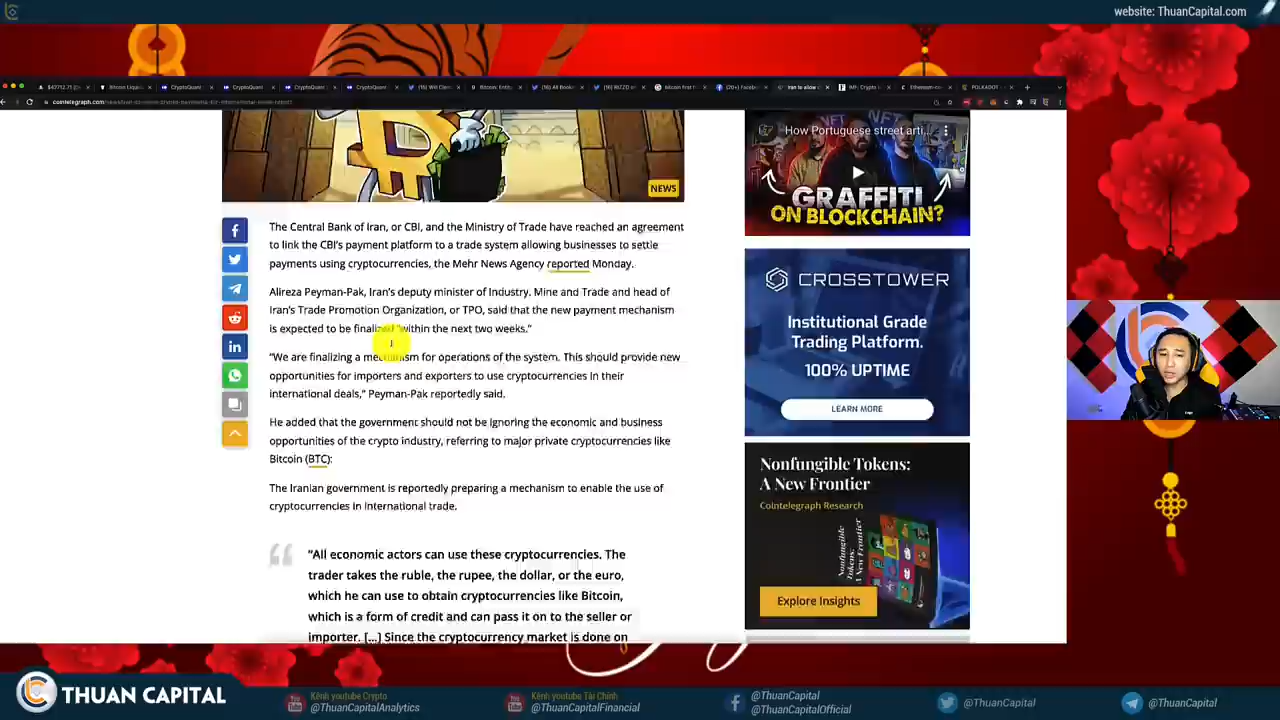 website: ThuanCapital.com
How Portuguese street arti...
GRAFFITI
ON BLOCKCHAIN?
NEWS
The Central Bank of Iran, or CBI, and the Ministry of Trade have reached an agreement
to link the CBI's payment platform to a trade system allowing businesses to settle
payments using cryptocurrencies, the Mehr News Agency reported Monday.
Alireza Peyman-Pak, Iran's deputy minister of Industry. Mine and Trade and head of
Iran's Trade Promotion Organization, or TPO, said that the new payment mechanism
is expected to be finalized "within the next two weeks."
"We are finalizing a mechanism for operations of the system. This should provide new
opportunities for importers and exporters to use cryptocurrencies in their
international deals," Peyman-Pak reportedly said.
He added that the government should not be ignoring the economic and business
opportunities of the crypto industry, referring to major private cryptocurrencies like
Bitcoin (BTC):
The Iranian government is reportedly preparing a mechanism to enable the use of
cryptocurrencies in international trade.
"All economic actors can use these cryptocurrencies. The
trader takes the ruble, the rupee, the dollar, or the euro,
which he can use to obtain cryptocurrencies like Bitcoin,
which is a form of credit and can pass it on to the seller or
importer. [...] Since the cryptocurrency market is done on
CROSSTOWER
Institutional Grade
Trading Platform.
100% UPTIME
LEARN MORE
Nonfungible Tokens:
A New Frontier
Cointelegraph Research
Nonfungible Tokens:
A New Frontier
Explore Insights
THUAN CAPITAL
Kênh youtube Crypto
@ThuanCapitalAnalytics
Kênh youtube Tài Chính
@ThuanCapitalFinancial
@ThuanCapital
@ThuanCapitalOfficial
@ThuanCapital
@ThuanCapital